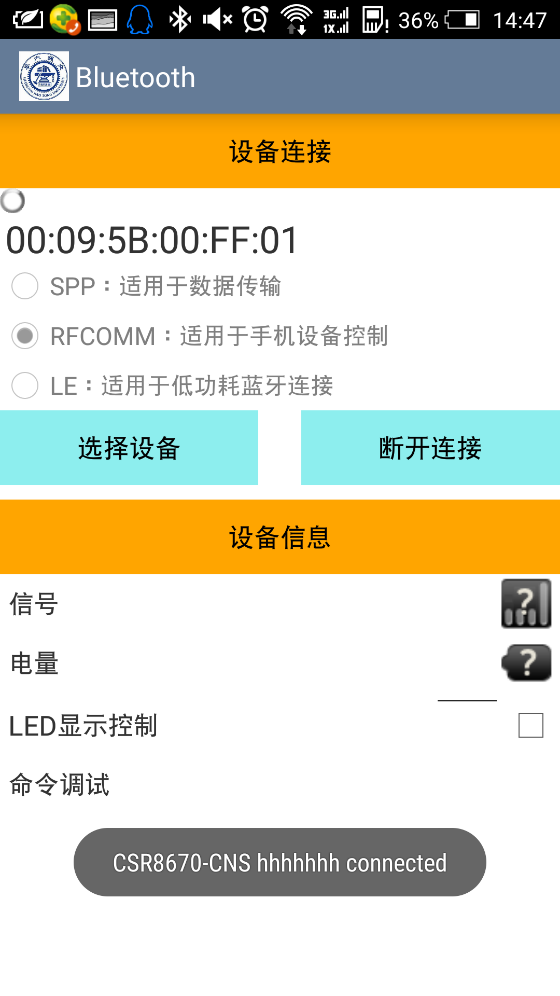 3G
1X
36%
14:47
Bluetooth
设备连接
00:09:5B:00:FF:01
SPP：适用于数据传输
RFCOMM：适用于手机设备控制
LE：适用于低功耗蓝牙连接
选择设备
断开连接
设备信息
信号
?
电量
?
LED显示控制
命令调试
CSR8670-CNS hhhhhhh connected